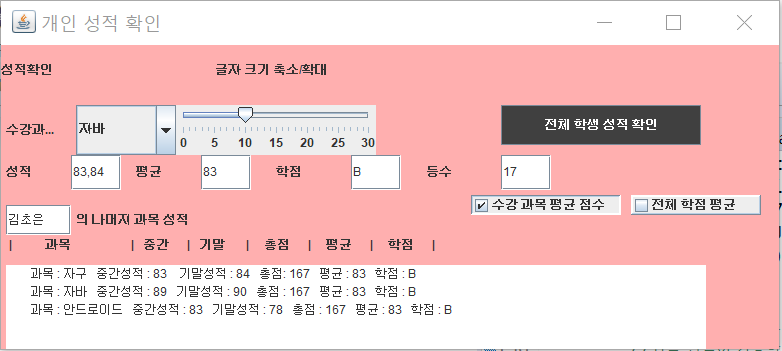 개인 성적 확인
성적확인 글자 크기 축소/확대
수강과... 자바 0 5 10 15 20 25 30 전체 학생 성적 확인
성적 83,84 평균 83 학점 B 등수 17
수강 과목 평균 점수 전체 학점 평균
김초은 의 나머지 과목 성적
| 과목 | 중간 | 기말 | 총점 | 평균 | 학점 |
과목 : 자구 중간성적 : 83 기말성적 : 84 총점: 167 평균 : 83 학점 : B
과목 : 자바 중간성적 : 89 기말성적 : 90 총점 : 167 평균 : 83 학점 : B
과목 : 안드로이드 중간성적 : 83 기말성적 : 78 총점 : 167 평균 : 83 학점 : B